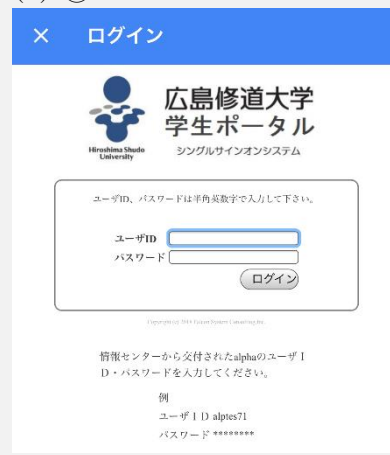 × ログイン
広島修道大学
学生ポータル
Hiroshima Shudo
University
シングルサインオンシステム
ユーザID、パスワードは半角英数字で入力して下さい。
ユーザID
パスワード
ログイン
情報センターから交付されたalphaのユーザI
D・パスワードを入力してください。
例
ユーザID alptes71
パスワード ********